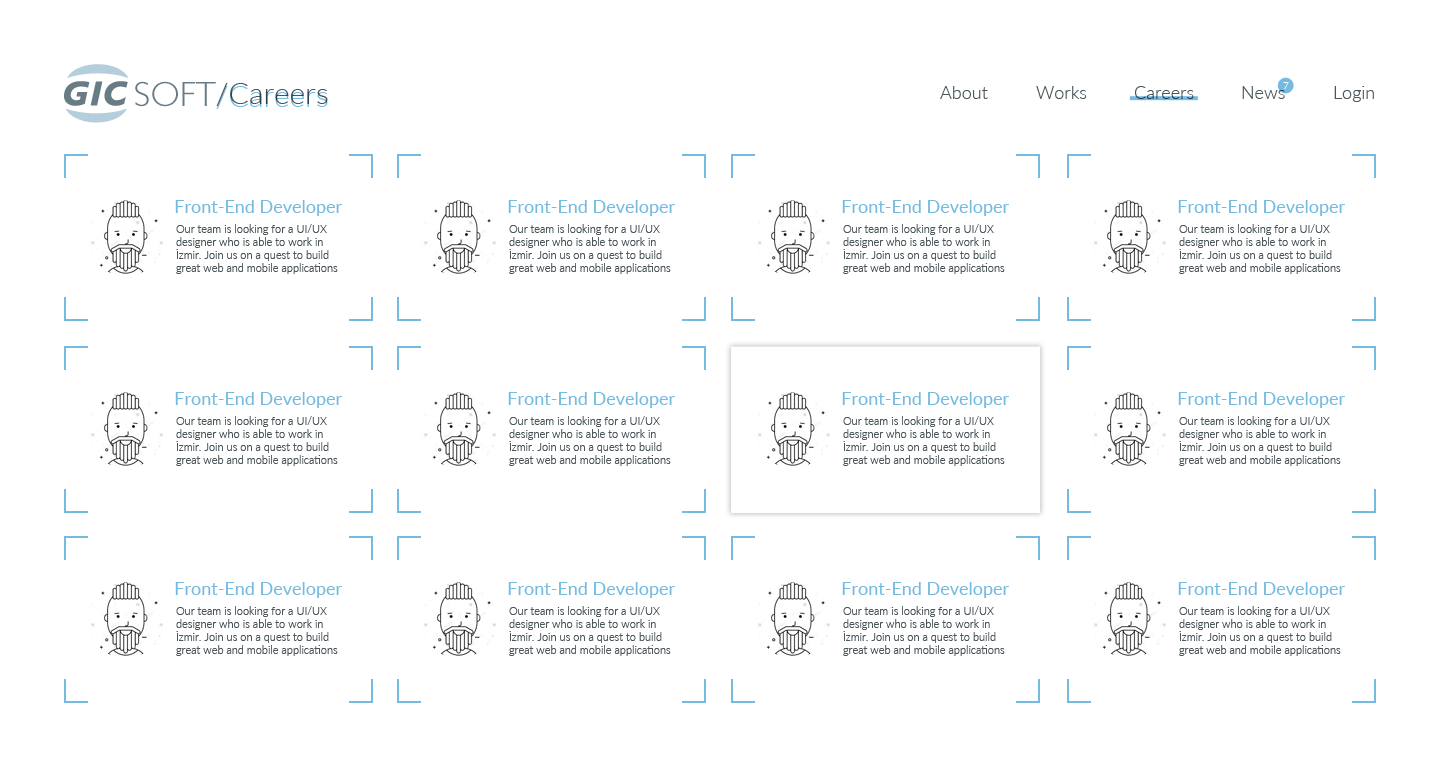 GIC SOFT/Careers
About Works Careers News 7 Login
Front-End Developer
Our team is looking for a UI/UX
designer who is able to work in
İzmir. Join us on a quest to build
great web and mobile applications
Front-End Developer
Our team is looking for a UI/UX
designer who is able to work in
İzmir. Join us on a quest to build
great web and mobile applications
Front-End Developer
Our team is looking for a UI/UX
designer who is able to work in
İzmir. Join us on a quest to build
great web and mobile applications
Front-End Developer
Our team is looking for a UI/UX
designer who is able to work in
İzmir. Join us on a quest to build
great web and mobile applications
Front-End Developer
Our team is looking for a UI/UX
designer who is able to work in
İzmir. Join us on a quest to build
great web and mobile applications
Front-End Developer
Our team is looking for a UI/UX
designer who is able to work in
İzmir. Join us on a quest to build
great web and mobile applications
Front-End Developer
Our team is looking for a UI/UX
designer who is able to work in
İzmir. Join us on a quest to build
great web and mobile applications
Front-End Developer
Our team is looking for a UI/UX
designer who is able to work in
İzmir. Join us on a quest to build
great web and mobile applications
Front-End Developer
Our team is looking for a UI/UX
designer who is able to work in
İzmir. Join us on a quest to build
great web and mobile applications
Front-End Developer
Our team is looking for a UI/UX
designer who is able to work in
İzmir. Join us on a quest to build
great web and mobile applications
Front-End Developer
Our team is looking for a UI/UX
designer who is able to work in
İzmir. Join us on a quest to build
great web and mobile applications
Front-End Developer
Our team is looking for a UI/UX
designer who is able to work in
İzmir. Join us on a quest to build
great web and mobile applications